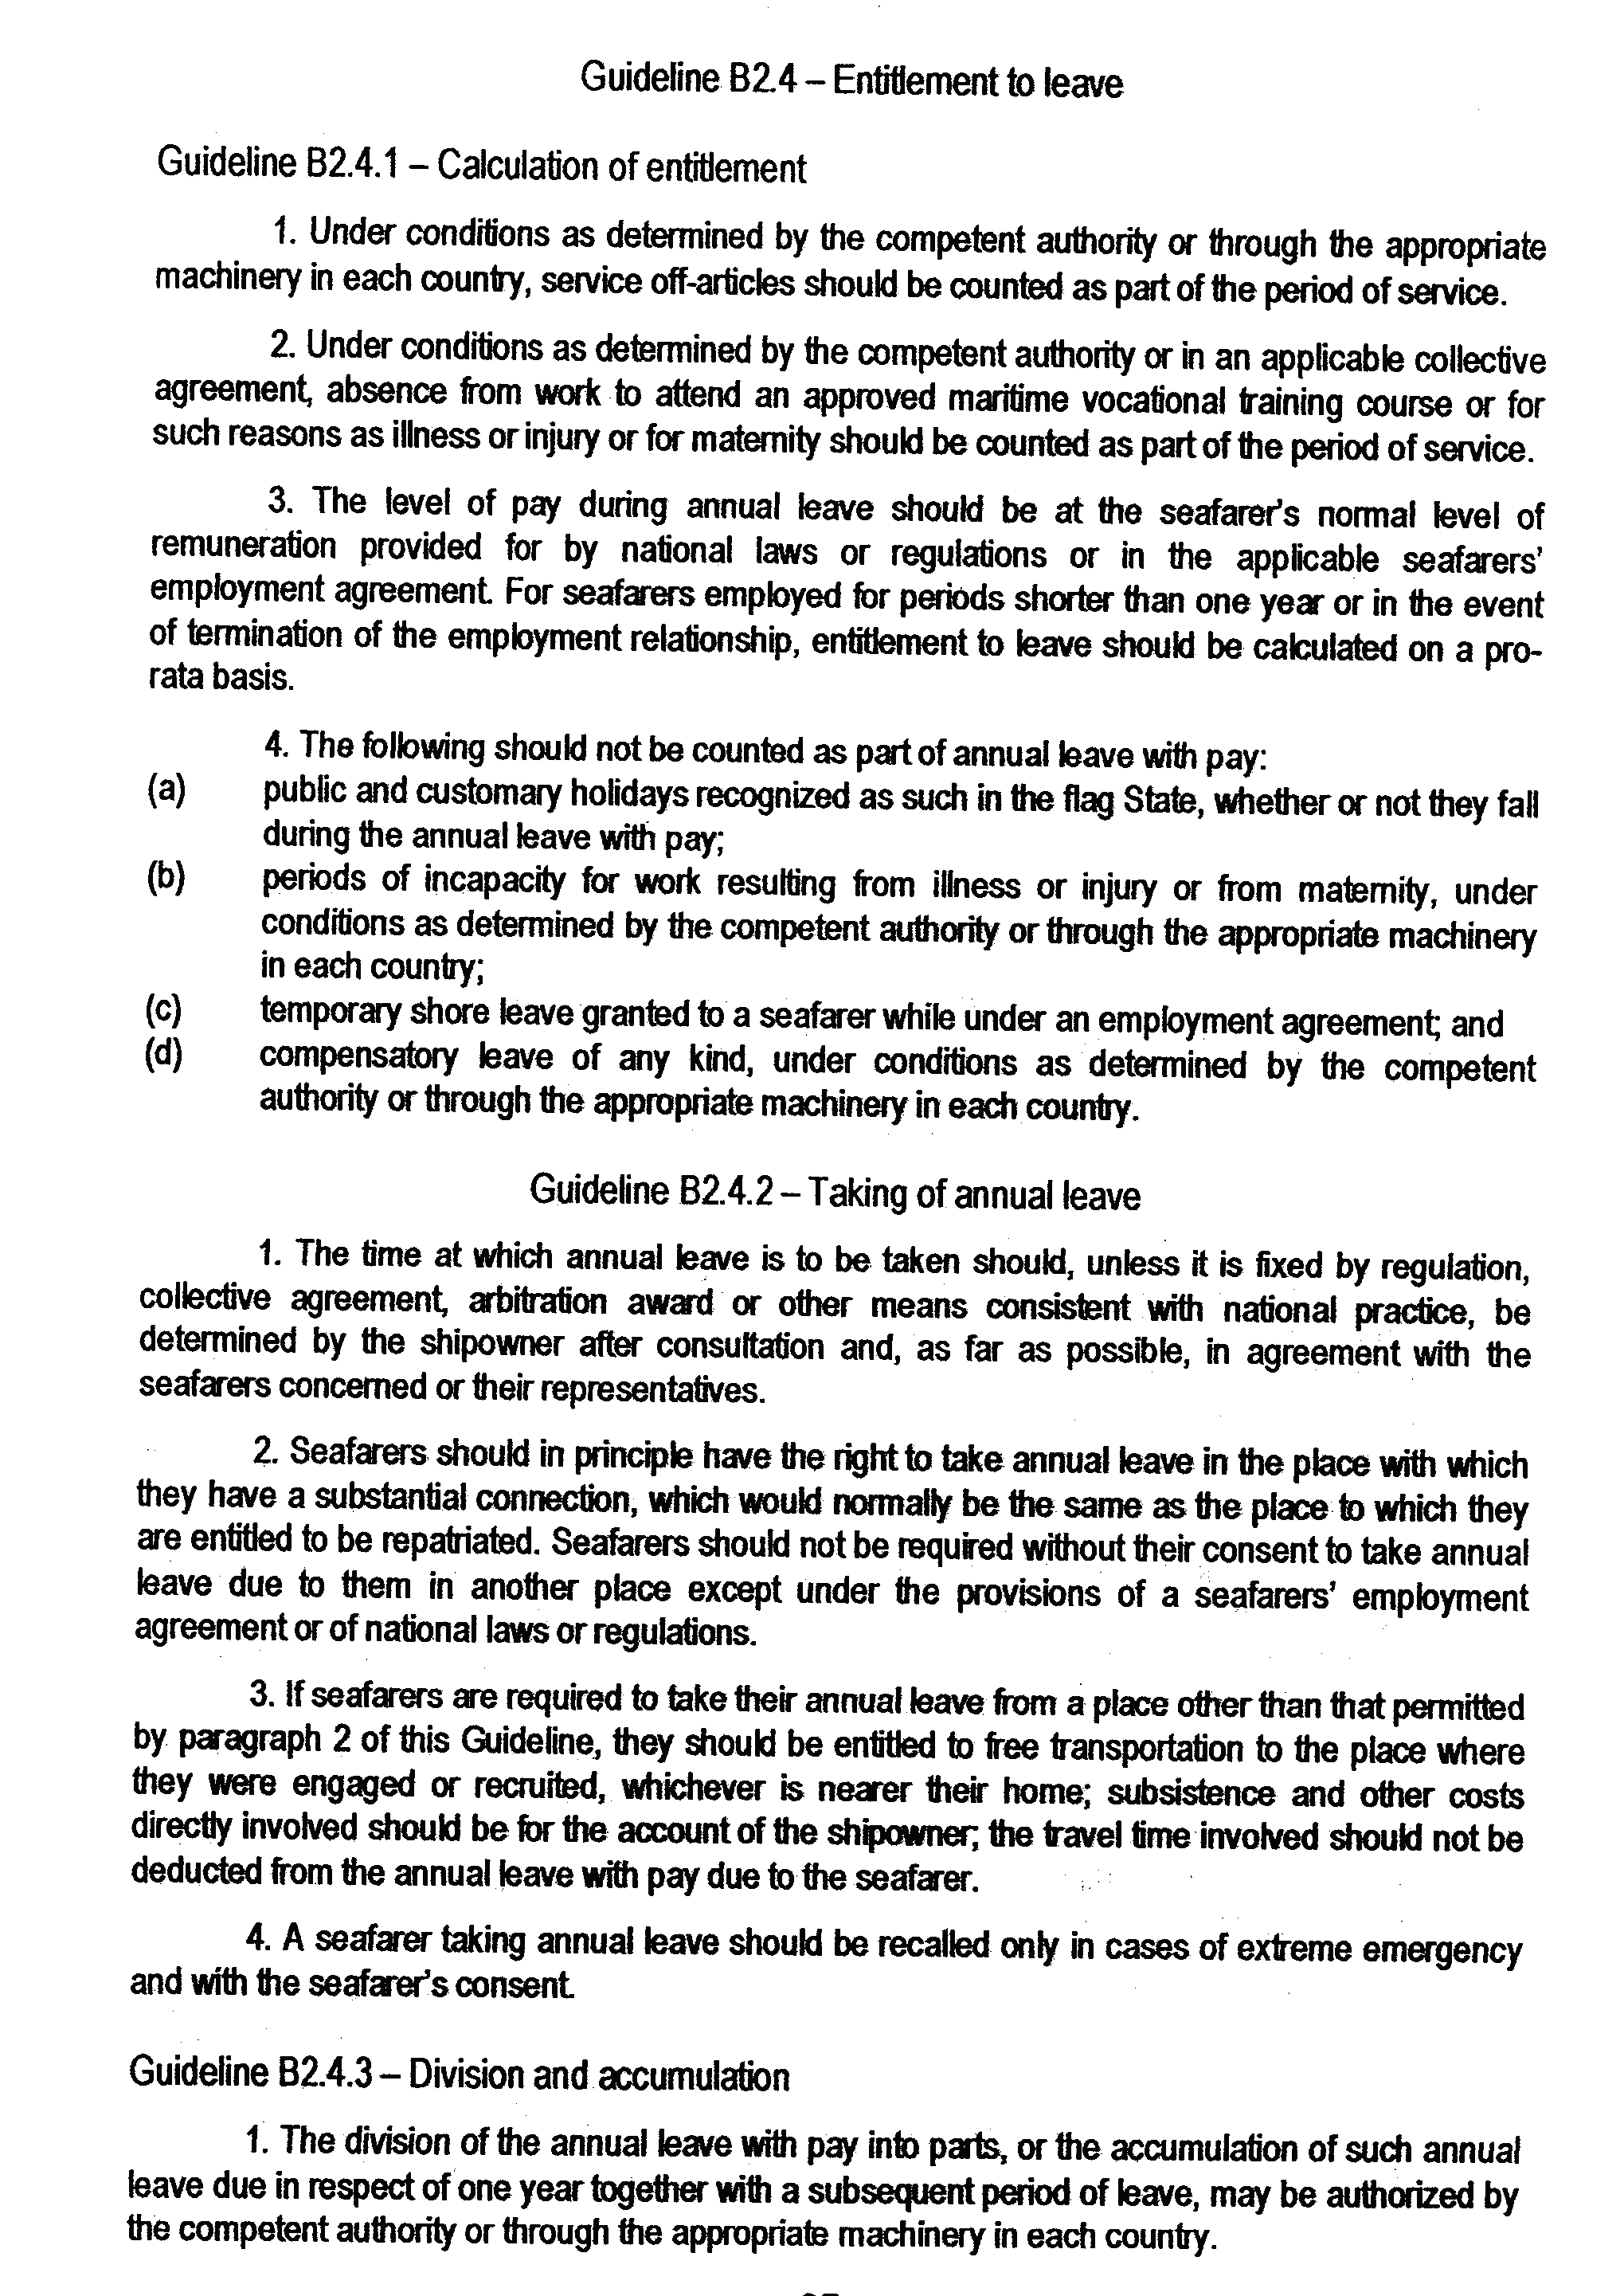 Guideline B2.4 – Entitlement to leave
Guideline B2.4.1 – Calculation of entitlement
1. Under conditions as determined by the competent authority or through the appropriate
machinery in each country, service off-articles should be counted as part of the period of service.
2. Under conditions as determined by the competent authority or in an applicable collective
agreement, absence from work to attend an approved maritime vocational training course or for
such reasons as illness or injury or for maternity should be counted as part of the period of service.
3. The level of pay during annual leave should be at the seafarer's normal level of
remuneration provided for by national laws or regulations or in the applicable seafarers'
employment agreement. For seafarers employed for periods shorter than one year or in the event
of termination of the employment relationship, entitlement to leave should be calculated on a pro-
rata basis.
4. The following should not be counted as part of annual leave with pay:
(a) public and customary holidays recognized as such in the flag State, whether or not they fall
during the annual leave with pay;
(b) periods of incapacity for work resulting from illness or injury or from maternity, under
conditions as determined by the competent authority or through the appropriate machinery
in each country;
(c) temporary shore leave granted to a seafarer while under an employment agreement; and
(d) compensatory leave of any kind, under conditions as determined by the competent
authority or through the appropriate machinery in each country.
Guideline B2.4.2 – Taking of annual leave
1. The time at which annual leave is to be taken should, unless it is fixed by regulation,
collective agreement, arbitration award or other means consistent with national practice, be
determined by the shipowner after consultation and, as far as possible, in agreement with the
seafarers concerned or their representatives.
2. Seafarers should in principle have the right to take annual leave in the place with which
they have a substantial connection, which would normally be the same as the place to which they
are entitled to be repatriated. Seafarers should not be required without their consent to take annual
leave due to them in another place except under the provisions of a seafarers' employment
agreement or of national laws or regulations.
3. If seafarers are required to take their annual leave from a place other than that permitted
by paragraph 2 of this Guideline, they should be entitled to free transportation to the place where
they were engaged or recruited, whichever is nearer their home; subsistence and other costs
directly involved should be for the account of the shipowner; the travel time involved should not be
deducted from the annual leave with pay due to the seafarer.
4. A seafarer taking annual leave should be recalled only in cases of extreme emergency
and with the seafarer's consent.
Guideline B2.4.3 – Division and accumulation
1. The division of the annual leave with pay into parts, or the accumulation of such annual
leave due in respect of one year together with a subsequent period of leave, may be authorized by
the competent authority or through the appropriate machinery in each country.